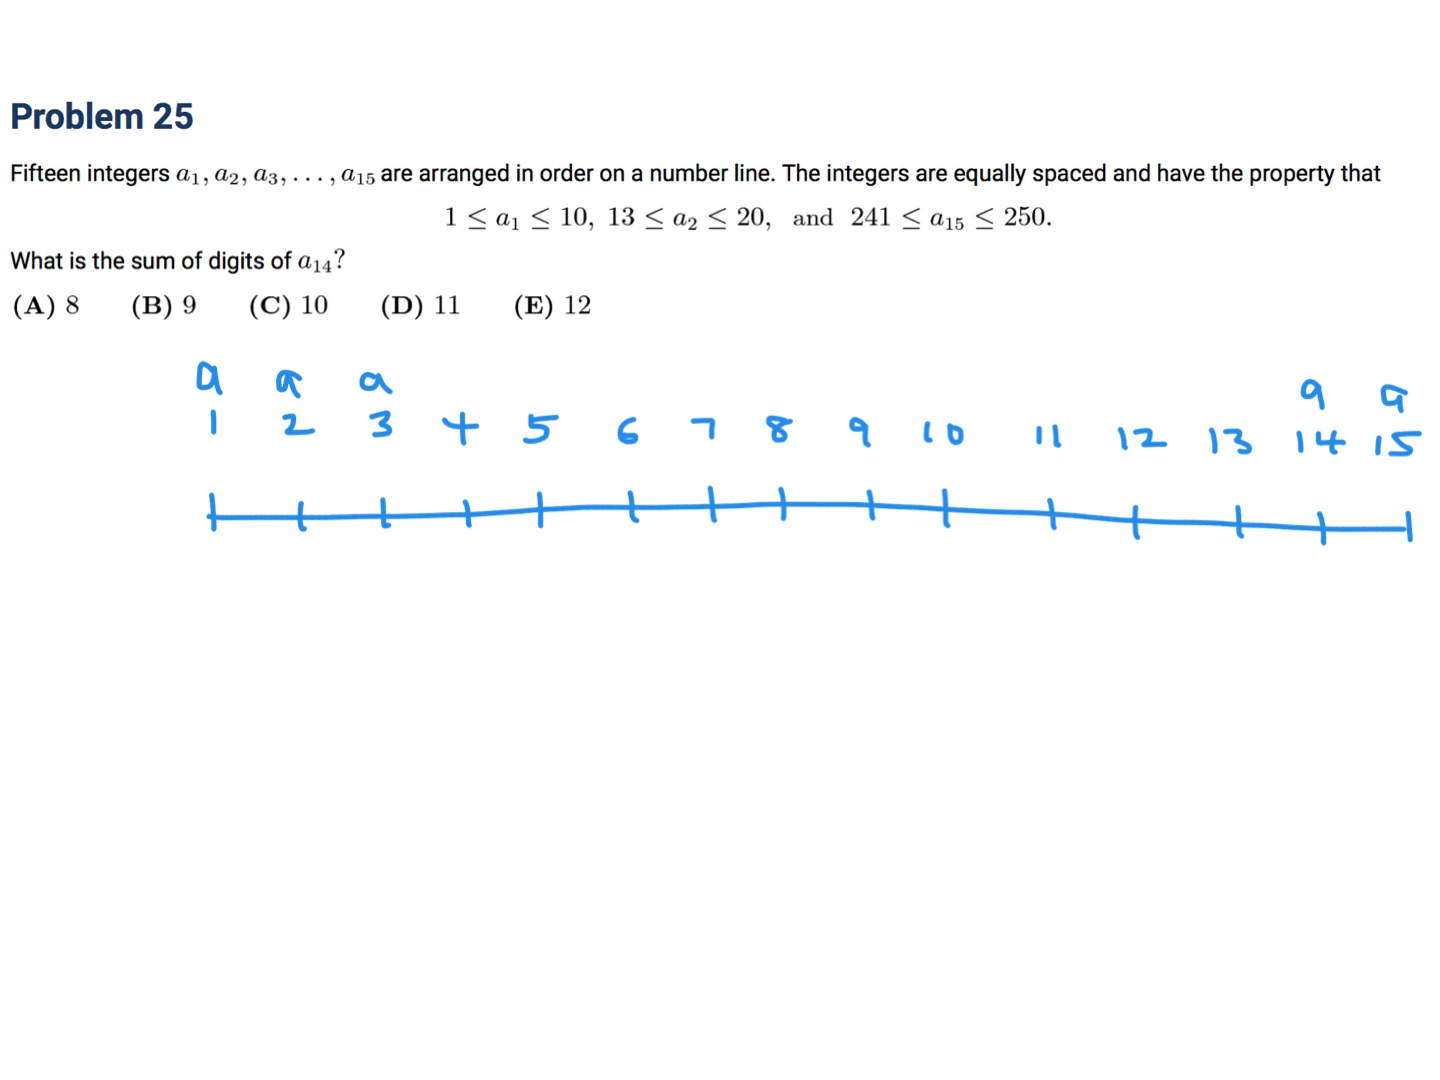 Problem 25
Fifteen integers a₁, a₂, a₃, . . . , a₁₅ are arranged in order on a number line. The integers are equally spaced and have the property that
1 ≤ a₁ ≤ 10, 13 ≤ a₂ ≤ 20, and 241 ≤ a₁₅ ≤ 250.
What is the sum of digits of a₁₄?
(A) 8 (B) 9 (C) 10 (D) 11 (E) 12
a a a a a
1 2 3 4 5 6 7 8 9 10 11 12 13 14 15